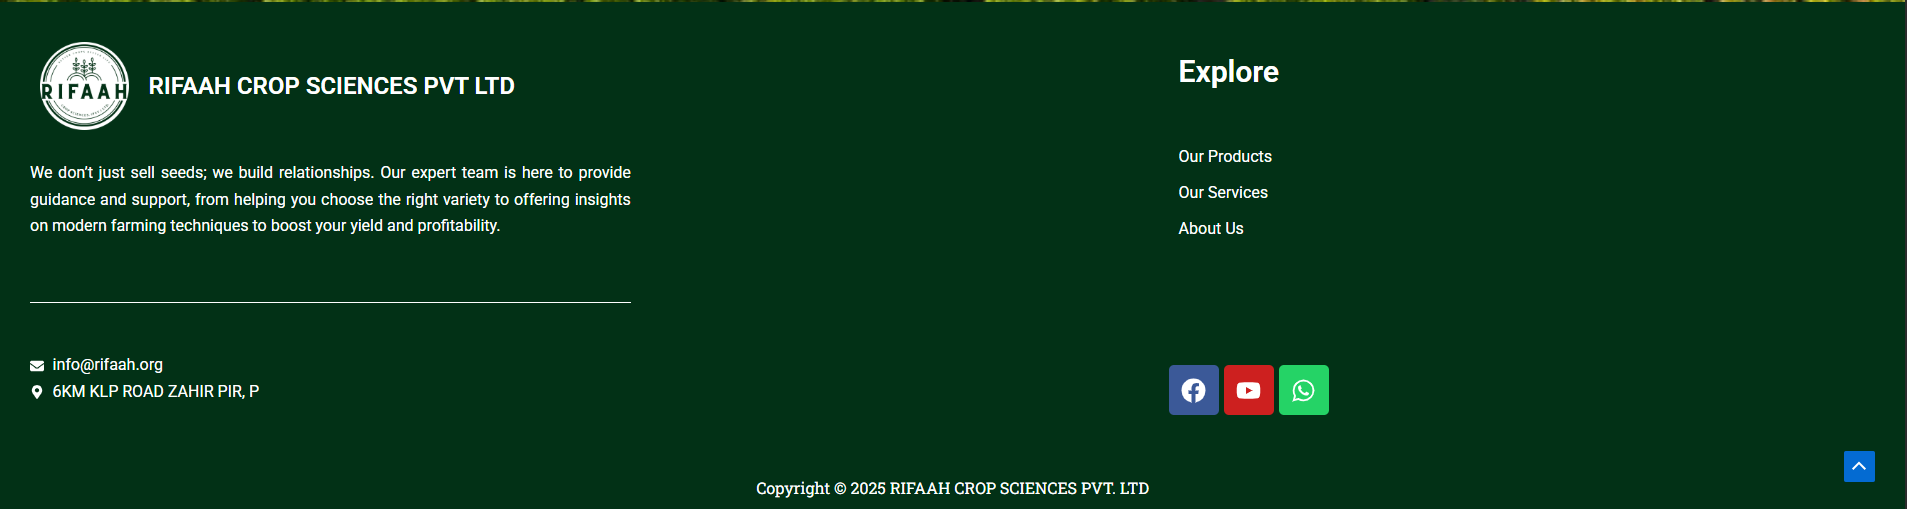 RIFAAH
RIFAAH CROP SCIENCES PVT LTD
We don’t just sell seeds; we build relationships. Our expert team is here to provide
guidance and support, from helping you choose the right variety to offering insights
on modern farming techniques to boost your yield and profitability.
info@rifaah.org
6KM KLP ROAD ZAHIR PIR, P
Explore
Our Products
Our Services
About Us
Copyright © 2025 RIFAAH CROP SCIENCES PVT. LTD